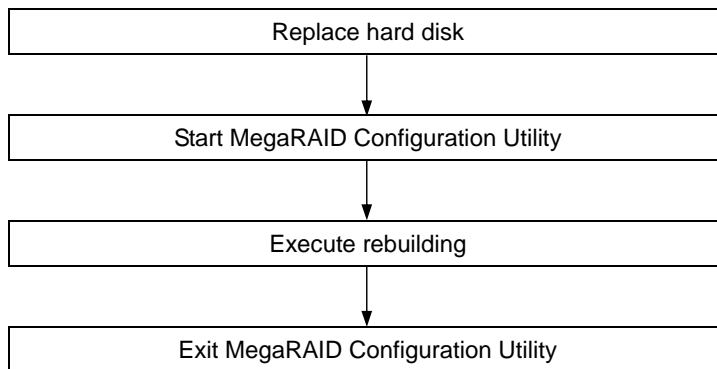 Replace hard disk
Start MegaRAID Configuration Utility
Execute rebuilding
Exit MegaRAID Configuration Utility